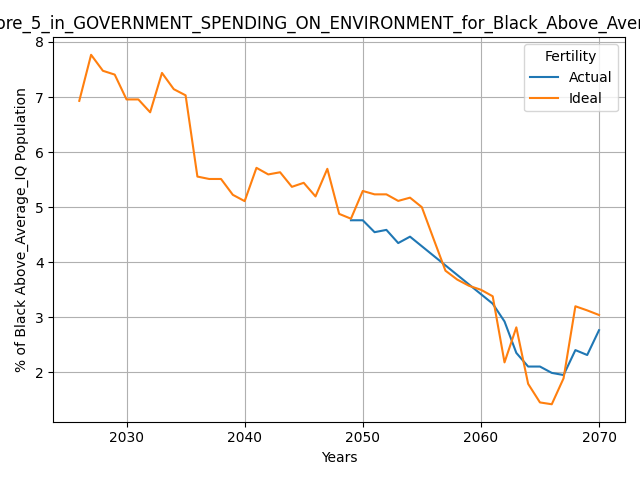 ore_5_in_GOVERNMENT_SPENDING_ON_ENVIRONMENT_for_Black_Above_Aver
Fertility
Actual
Ideal
% of Black Above_Average_IQ Population
8
7
6
5
4
3
2
2030 2040 2050 2060 2070
Years